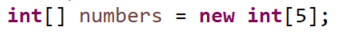 int[] numbers = new int[5];